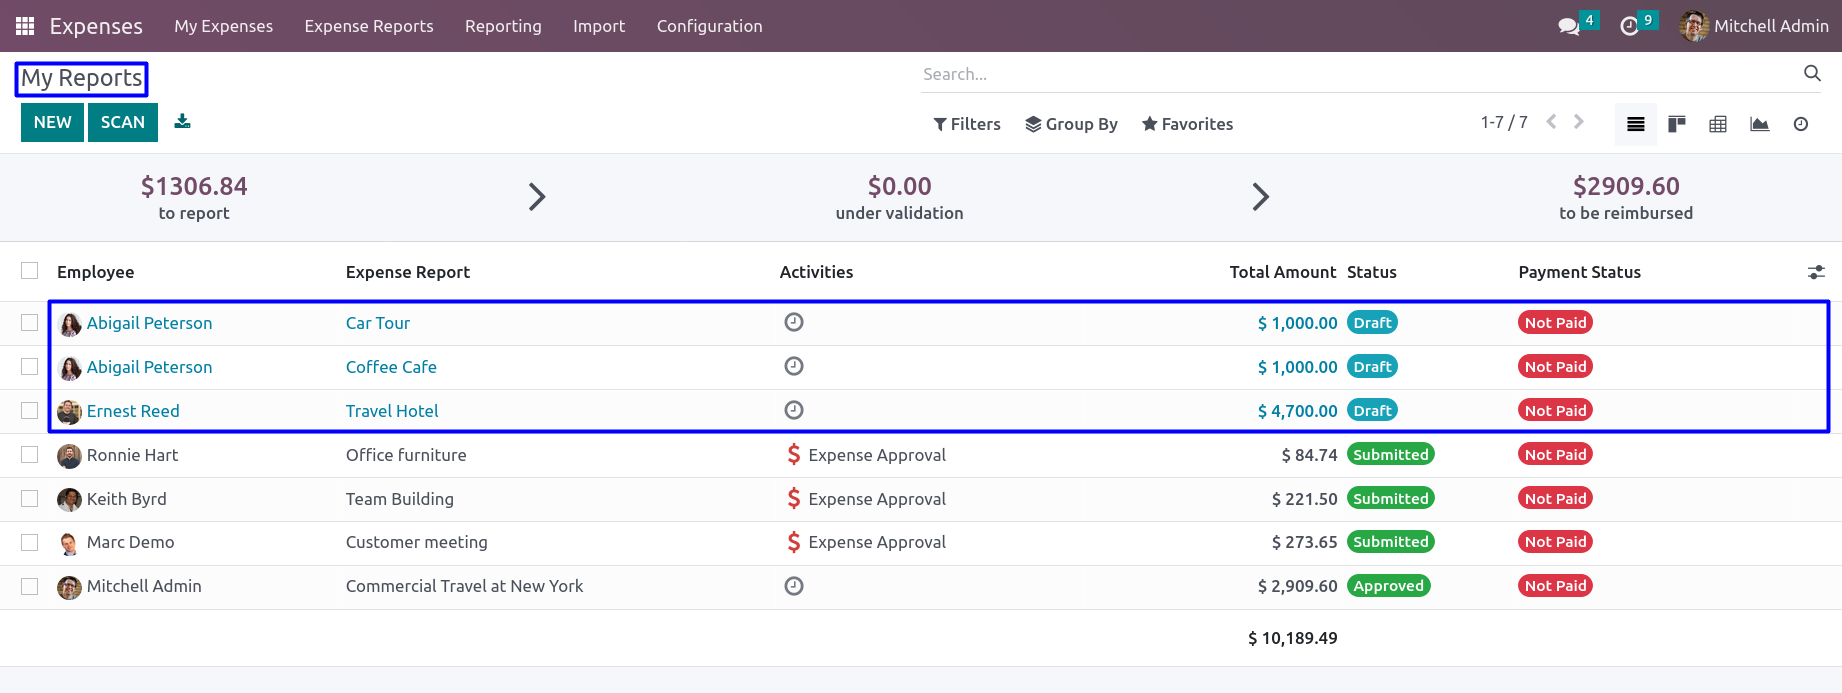 Expenses My Expenses Expense Reports Reporting Import Configuration 4 9 Mitchell Admin
My Reports Search...
NEW SCAN Filters Group By Favorites 1-7 / 7
$1306.84 $0.00 $2909.60
to report under validation to be reimbursed
Employee Expense Report Activities Total Amount Status Payment Status
Abigail Peterson Car Tour $ 1,000.00 Draft Not Paid
Abigail Peterson Coffee Cafe $ 1,000.00 Draft Not Paid
Ernest Reed Travel Hotel $ 4,700.00 Draft Not Paid
Ronnie Hart Office furniture $ Expense Approval $ 84.74 Submitted Not Paid
Keith Byrd Team Building $ Expense Approval $ 221.50 Submitted Not Paid
Marc Demo Customer meeting $ Expense Approval $ 273.65 Submitted Not Paid
Mitchell Admin Commercial Travel at New York $ 2,909.60 Approved Not Paid
$ 10,189.49